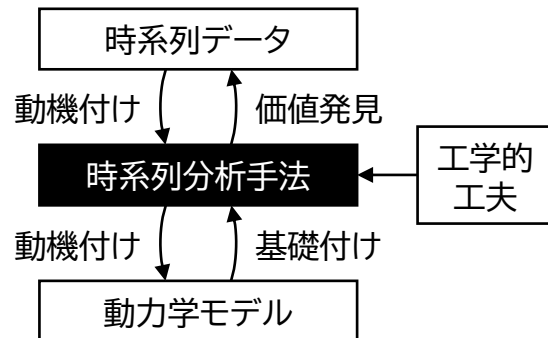 時系列データ
動機付け
価値発見
時系列分析手法
工学的
工夫
動機付け
基礎付け
動力学モデル